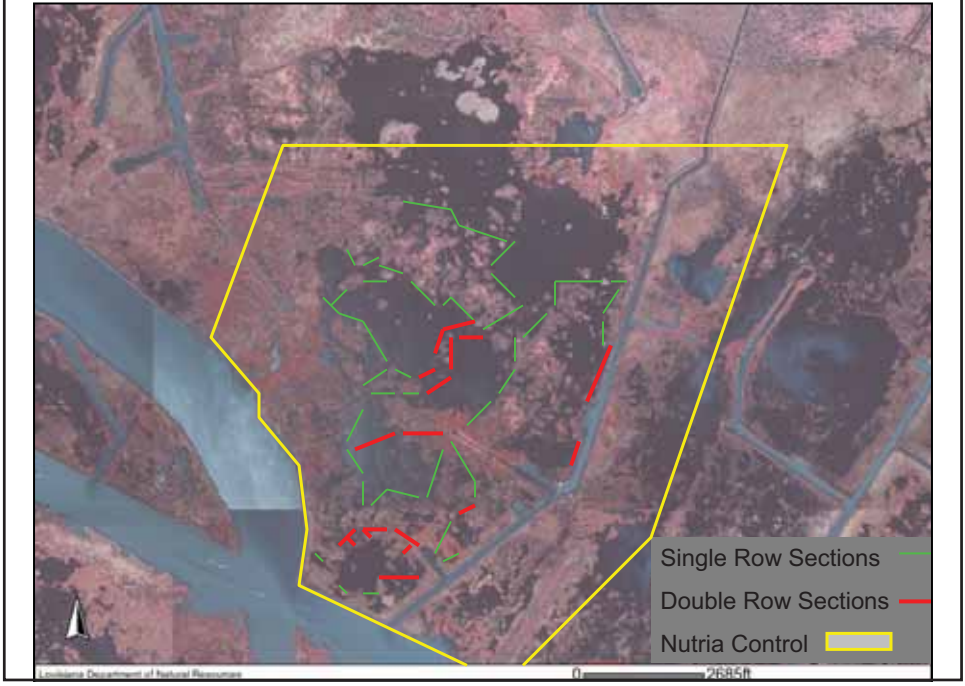 Single Row Sections
Double Row Sections
Nutria Control
Louisiana Department of Natural Resources
0 2685ft